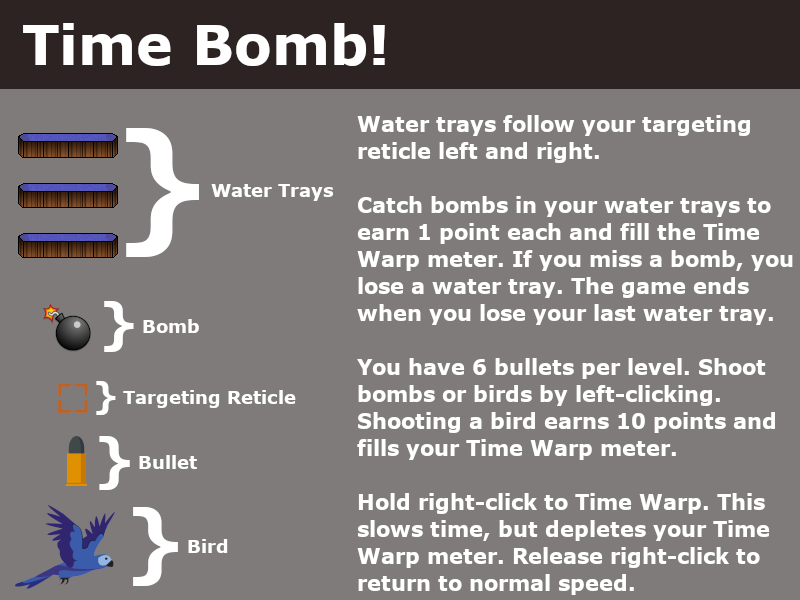 Time Bomb!
Water Trays
Bomb
Targeting Reticle
Bullet
Bird
Water trays follow your targeting
reticle left and right.
Catch bombs in your water trays to
earn 1 point each and fill the Time
Warp meter. If you miss a bomb, you
lose a water tray. The game ends
when you lose your last water tray.
You have 6 bullets per level. Shoot
bombs or birds by left-clicking.
Shooting a bird earns 10 points and
fills your Time Warp meter.
Hold right-click to Time Warp. This
slows time, but depletes your Time
Warp meter. Release right-click to
return to normal speed.